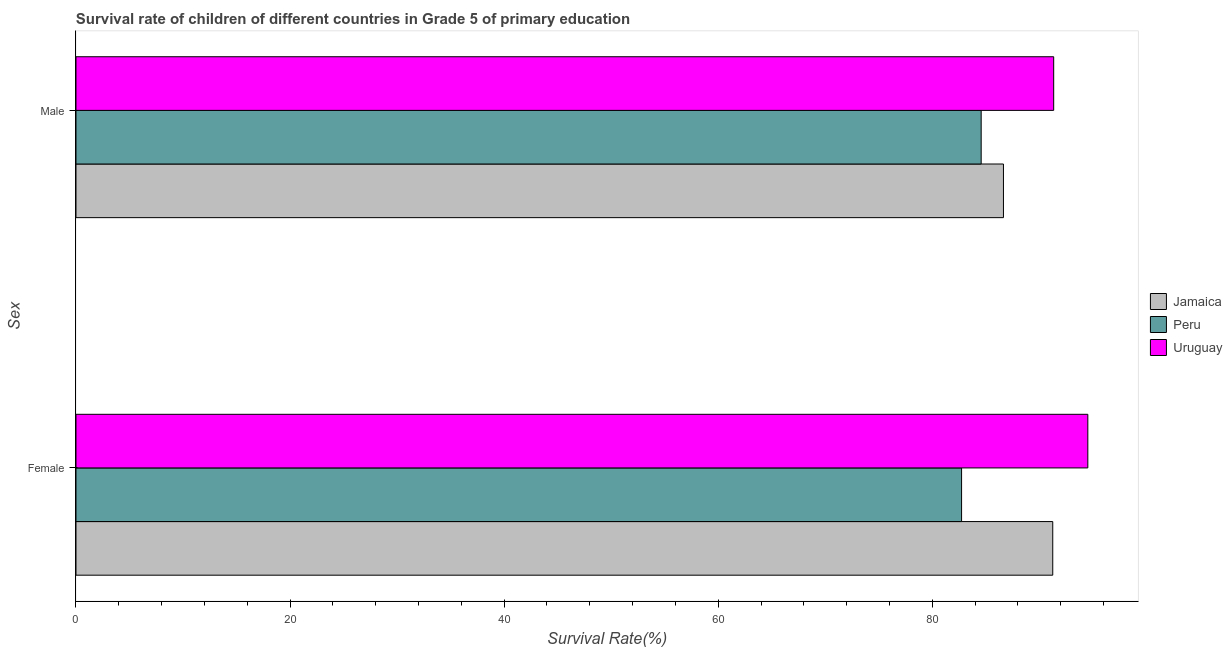 Survival rate of children of different countries in Grade 5 of primary education
Sex
Male
Female
0
20
40
60
80
Survival Rate(%)
Jamaica
Peru
Uruguay